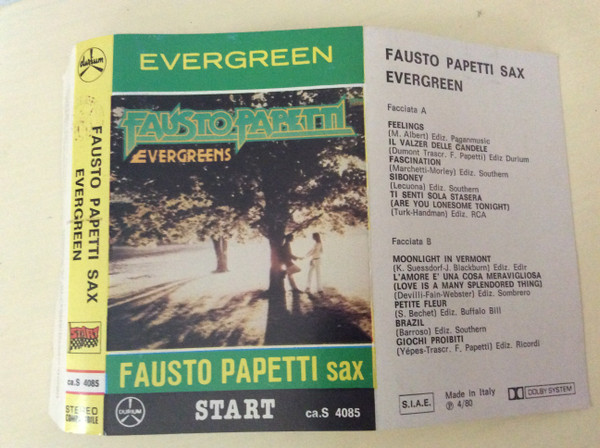 durium
FAUSTO PAPETTI SAX
EVERGREEN
START
ca.S 4085
STEREO
COMPATIBILE
EVERGREEN
FAUSTO PAPETTI
EVERGREENS
FAUSTO PAPETTI sax
DURIUM
START
ca.S 4085
FAUSTO PAPETTI SAX
EVERGREEN
Facciata A
FEELINGS
(M. Albert) Ediz. Paganmusic
IL VALZER DELLE CANDELE
(Dumont Trascr. F. Papetti) Ediz Durium
FASCINATION
(Marchetti-Morley) Ediz. Southern
SIBONEY
(Lecuona) Ediz. Southern
TI SENTI SOLA STASERA
(ARE YOU LONESOME TONIGHT)
(Turk-Handman) Ediz. RCA
Facciata B
MOONLIGHT IN VERMONT
(K. Suessdorf-J. Blackburn) Ediz. Edir
L'AMORE E' UNA COSA MERAVIGLIOSA
(LOVE IS A MANY SPLENDORED THING)
(Devilli-Fain-Webster) Ediz. Sombrero
PETITE FLEUR
(S. Bechet) Ediz. Buffalo Bill
BRAZIL
(Barroso) Ediz. Southern
GIOCHI PROIBITI
(Yépes-Trascr. F. Papetti) Ediz. Ricordi
S.I.A.E.
Made in Italy
Ⓟ 4/80
DOLBY SYSTEM